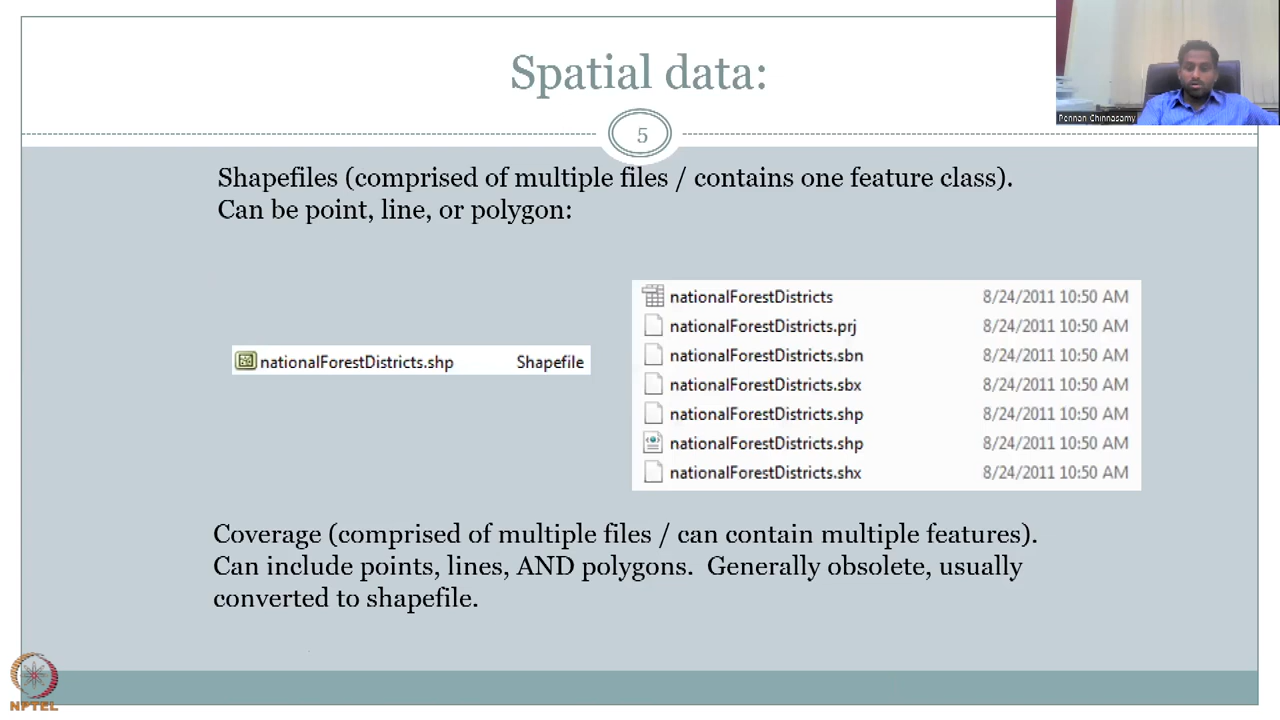 Spatial data:
Pennan Chinnasamy
5
Shapefiles (comprised of multiple files / contains one feature class).
Can be point, line, or polygon:
nationalForestDistricts.shp Shapefile
nationalForestDistricts 8/24/2011 10:50 AM
nationalForestDistricts.prj 8/24/2011 10:50 AM
nationalForestDistricts.sbn 8/24/2011 10:50 AM
nationalForestDistricts.sbx 8/24/2011 10:50 AM
nationalForestDistricts.shp 8/24/2011 10:50 AM
nationalForestDistricts.shp 8/24/2011 10:50 AM
nationalForestDistricts.shx 8/24/2011 10:50 AM
Coverage (comprised of multiple files / can contain multiple features).
Can include points, lines, AND polygons. Generally obsolete, usually
converted to shapefile.
NPTEL